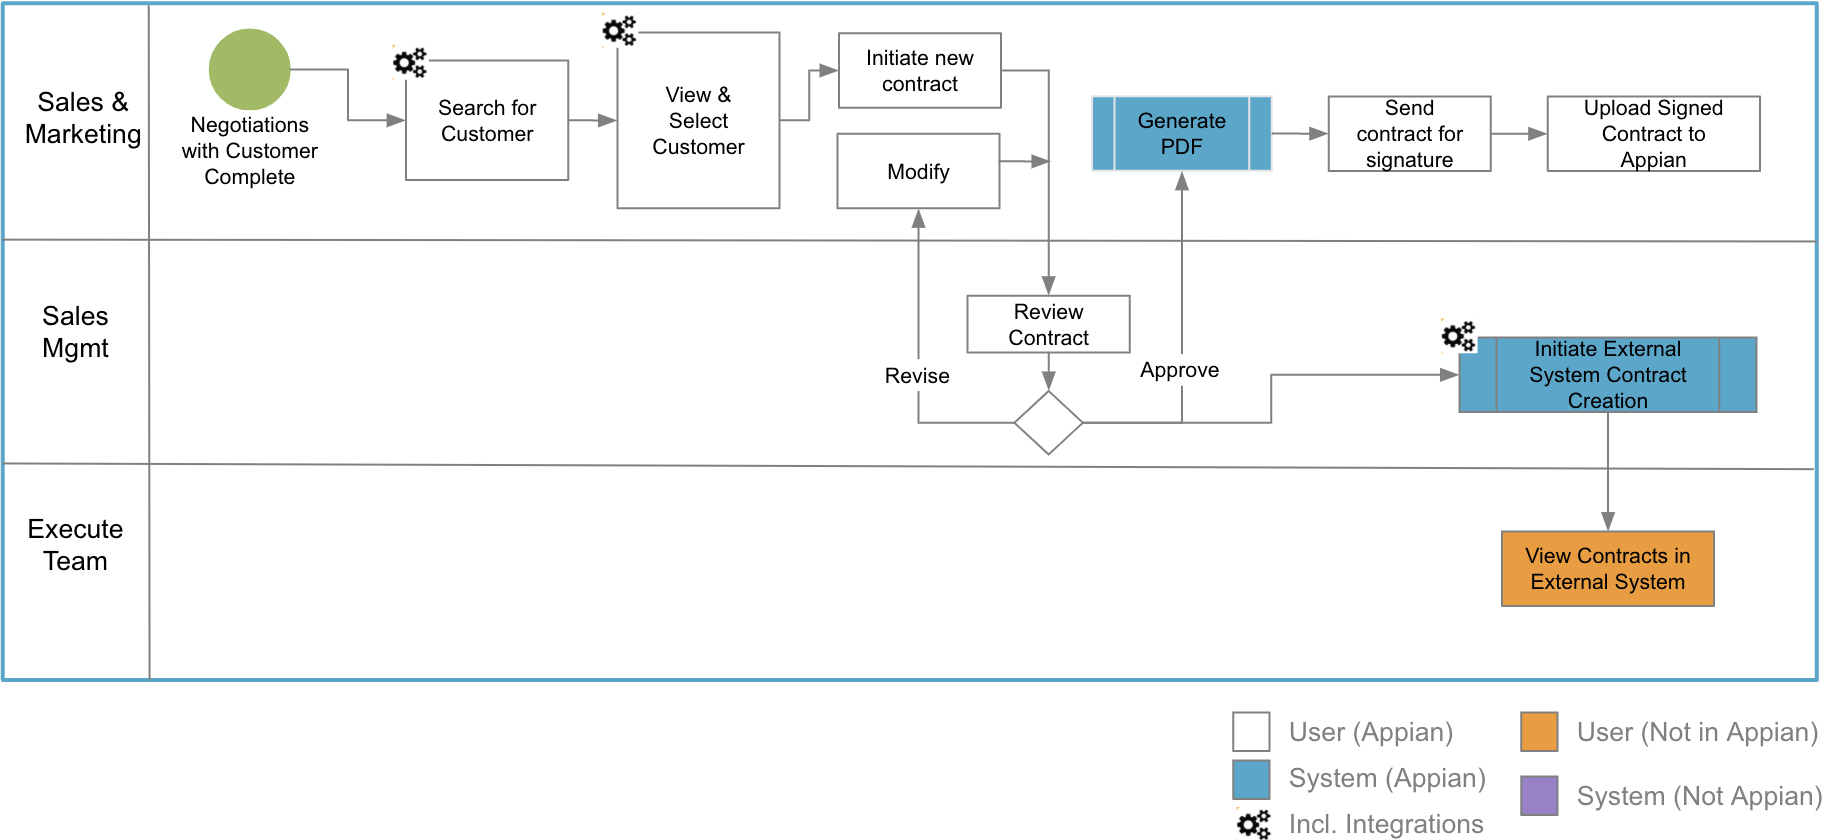 Sales &
Marketing
Negotiations
with Customer
Complete
Search for
Customer
View &
Select
Customer
Initiate new
contract
Modify
Generate
PDF
Send
contract for
signature
Upload Signed
Contract to
Appian
Sales
Mgmt
Review
Contract
Revise
Approve
Initiate External
System Contract
Creation
Execute
Team
View Contracts in
External System
User (Appian)
System (Appian)
Incl. Integrations
User (Not in Appian)
System (Not Appian)